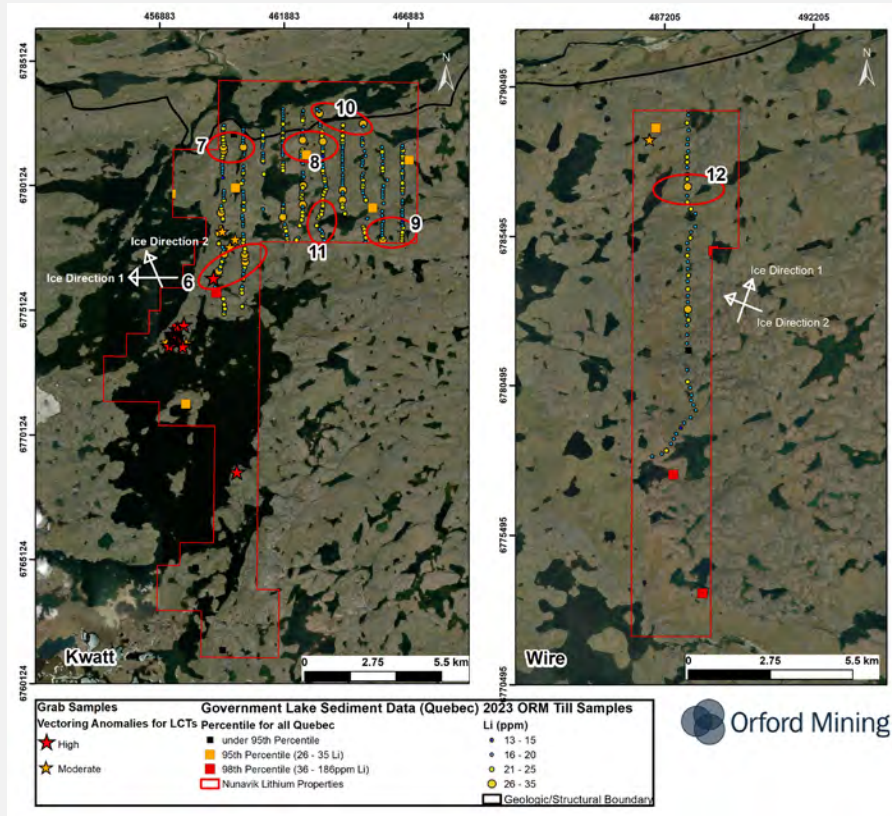 456883 461883 466883
487205 492205
6785124
6780124
6775124
6770124
6765124
6760124
6790495
6785495
6780495
6775495
6770495
N
10
7
8
9
11
6
Ice Direction 2
Ice Direction 1
N
12
Ice Direction 1
Ice Direction 2
Kwatt
0 2.75 5.5 km
Wire
0 2.75 5.5 km
Grab Samples
Vectoring Anomalies for LCTs
High
Moderate
Government Lake Sediment Data (Quebec)
Percentile for all Quebec
under 95th Percentile
95th Percentile (26 - 35 Li)
98th Percentile (36 - 186ppm Li)
Nunavik Lithium Properties
2023 ORM Till Samples
Li (ppm)
13 - 15
16 - 20
21 - 25
26 - 35
Geologic/Structural Boundary
Orford Mining